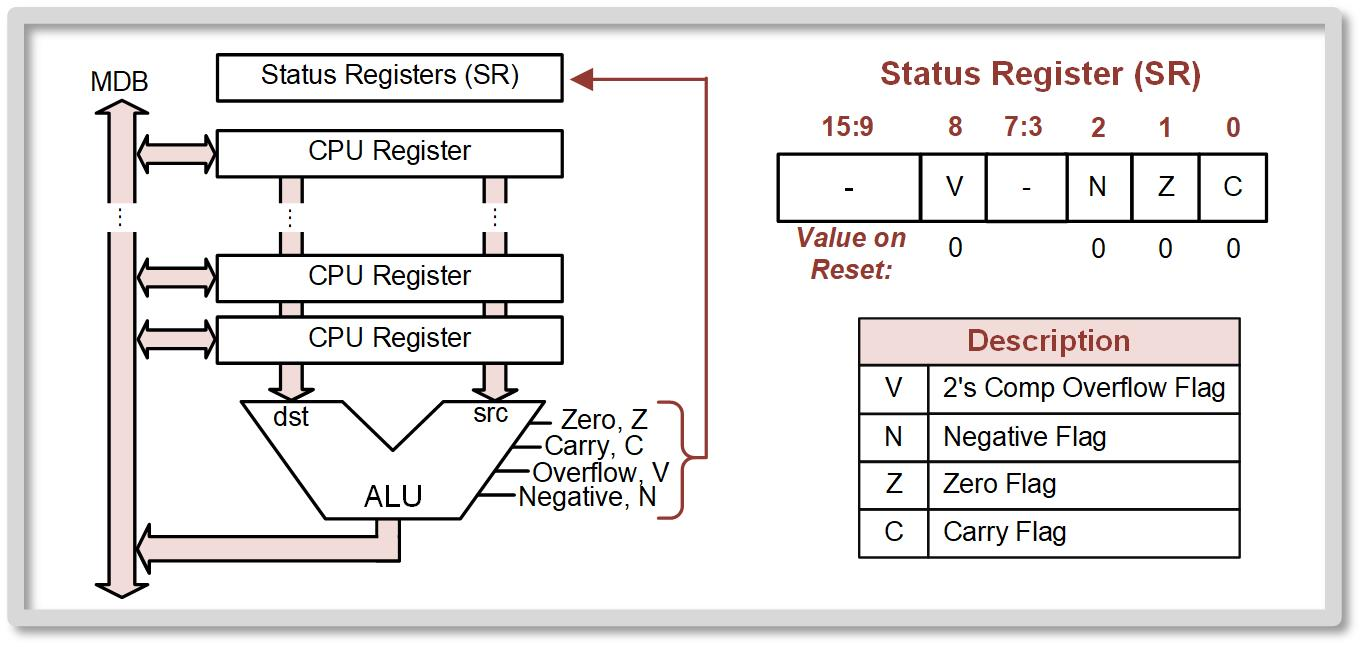 MDB
Status Registers (SR)
CPU Register
CPU Register
CPU Register
dst
src
ALU
Zero, Z
Carry, C
Overflow, V
Negative, N
Status Register (SR)
15:9 8 7:3 2 1 0
- V - N Z C
Value on
Reset:
0 0 0 0
Description
V 2's Comp Overflow Flag
N Negative Flag
Z Zero Flag
C Carry Flag